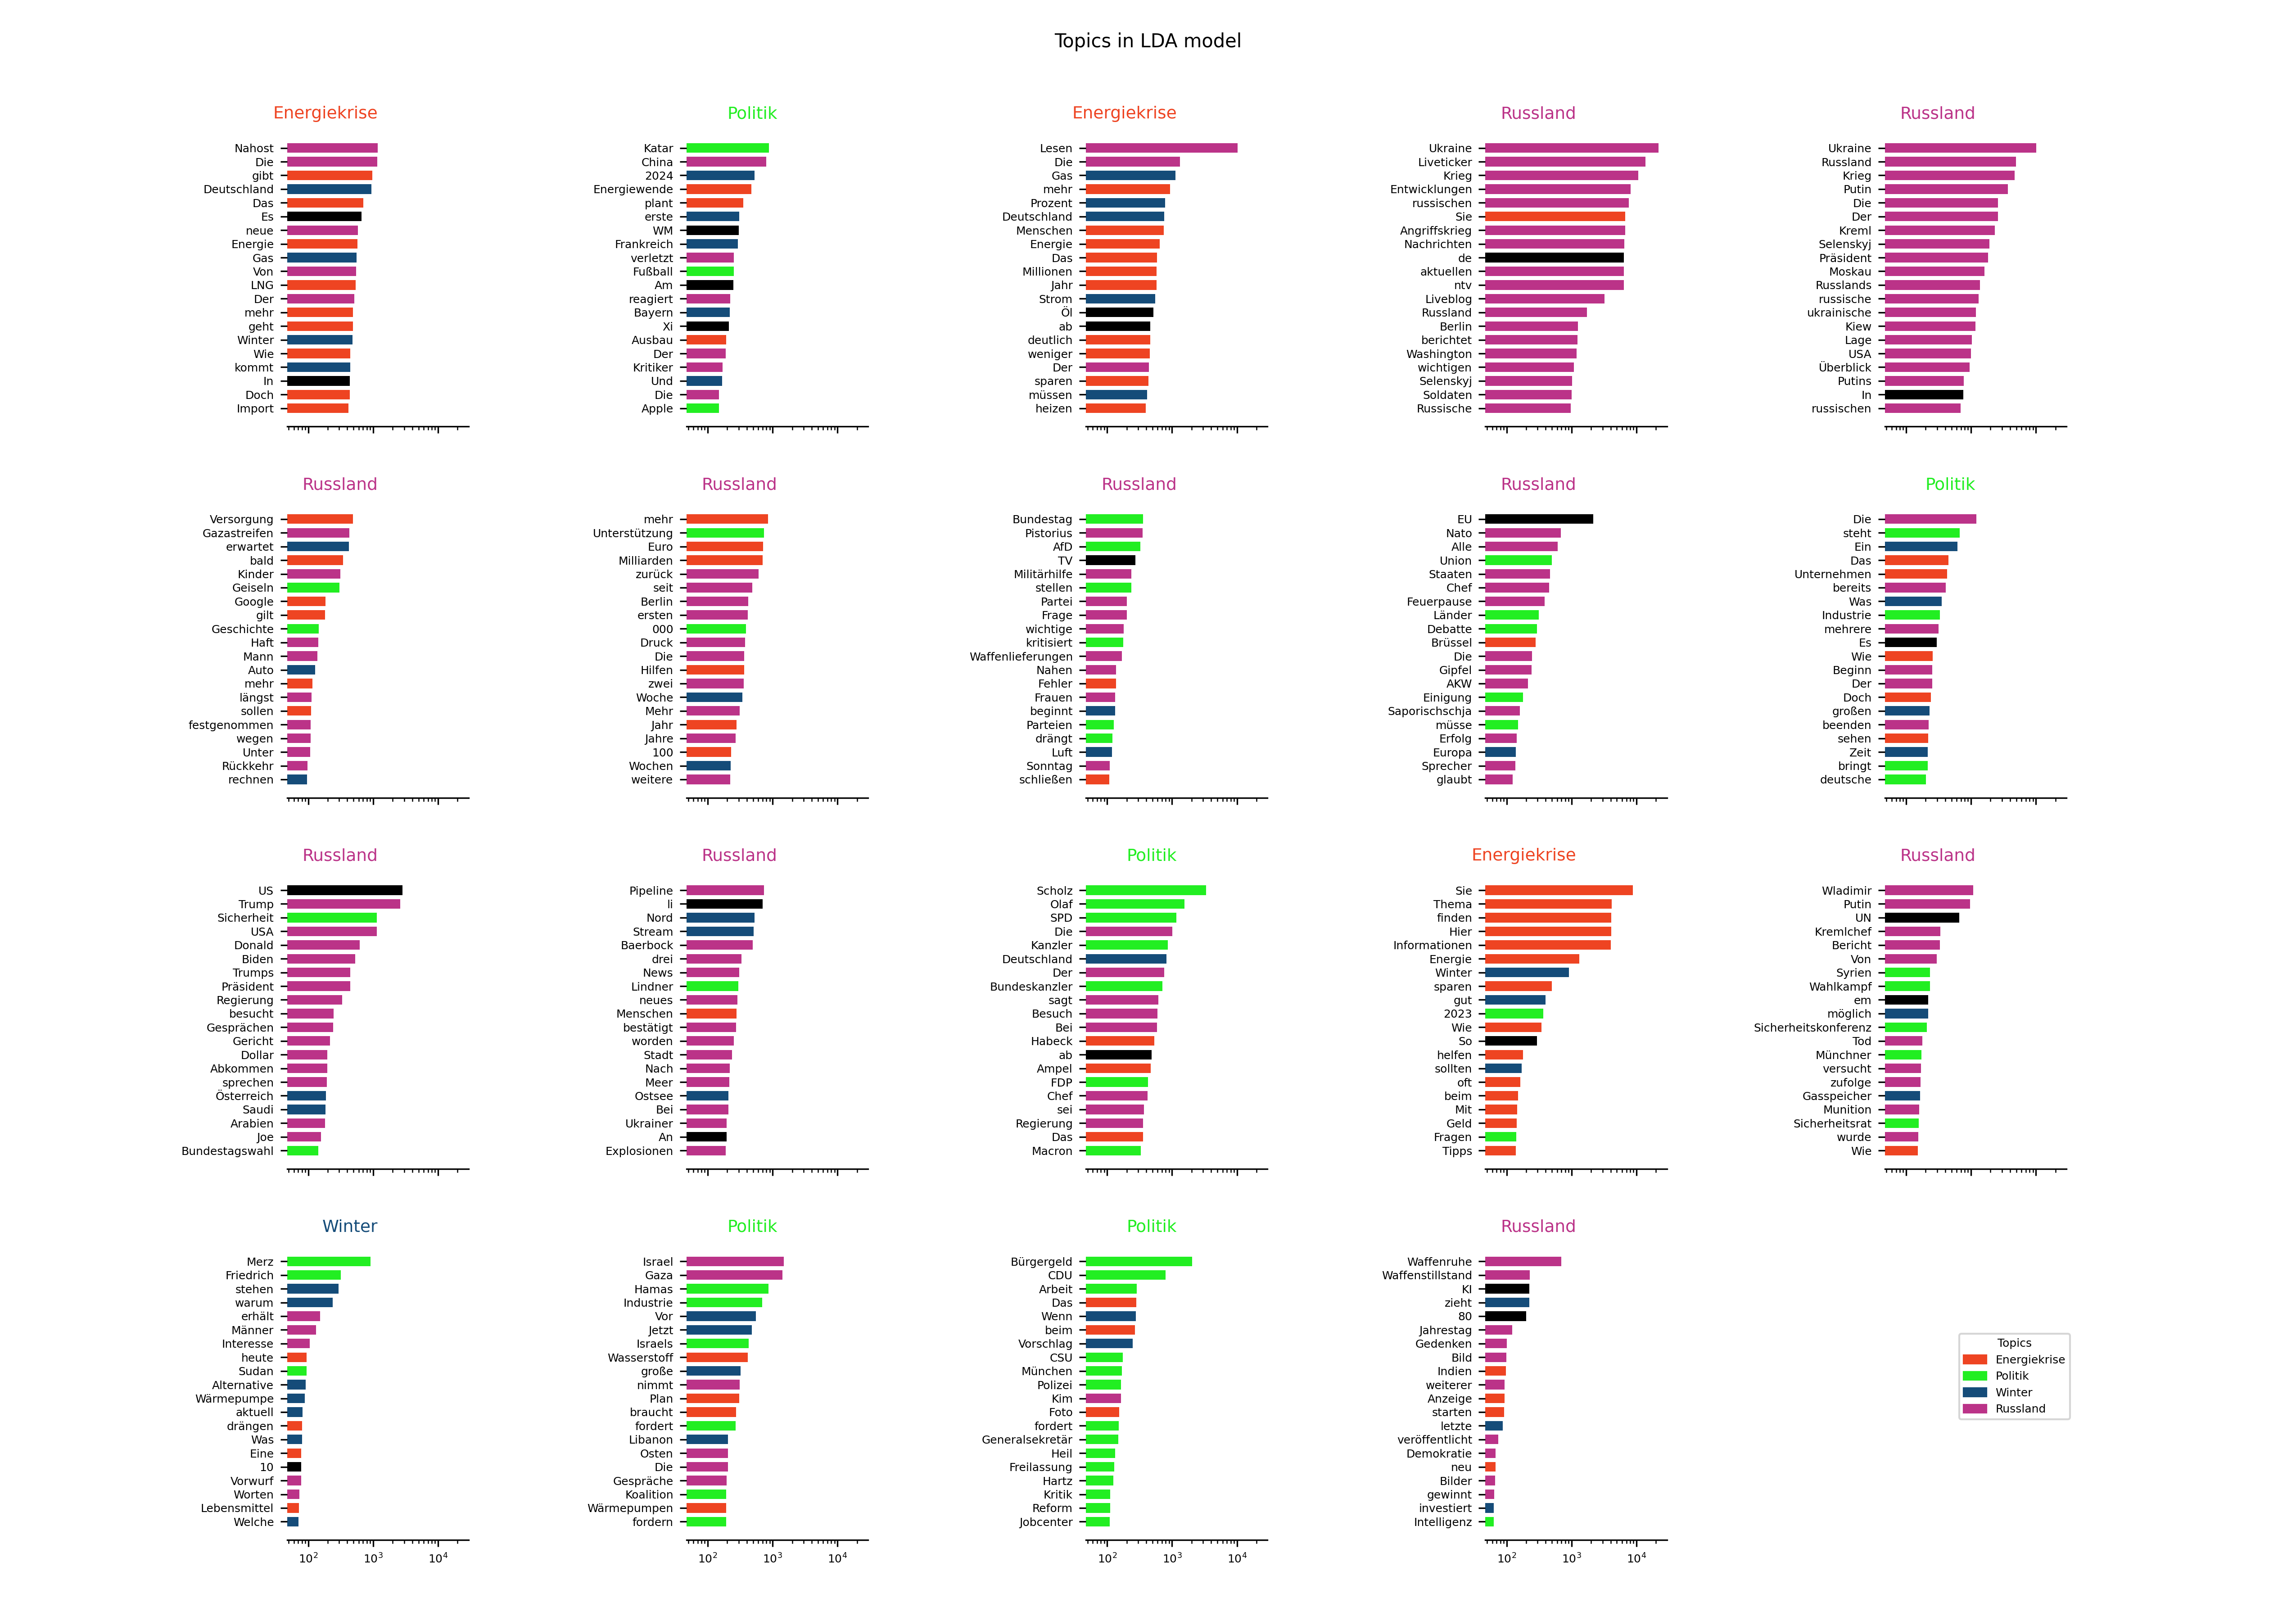 Topics in LDA model
Energiekrise
Nahost
Die
gibt
Deutschland
Das
Es
neue
Energie
Gas
Von
LNG
Der
mehr
geht
Winter
Wie
kommt
In
Doch
Import
Politik
Katar
China
2024
Energiewende
plant
erste
WM
Frankreich
verletzt
Fußball
Am
reagiert
Bayern
Xi
Ausbau
Der
Kritiker
Und
Die
Apple
Energiekrise
Lesen
Die
Gas
mehr
Prozent
Deutschland
Menschen
Energie
Das
Millionen
Jahr
Strom
Öl
ab
deutlich
weniger
Der
sparen
müssen
heizen
Russland
Ukraine
Liveticker
Krieg
Entwicklungen
russischen
Sie
Angriffskrieg
Nachrichten
de
aktuellen
ntv
Liveblog
Russland
Berlin
berichtet
Washington
wichtigen
Selenskyj
Soldaten
Russische
Russland
Ukraine
Russland
Krieg
Putin
Die
Der
Kreml
Selenskyj
Präsident
Moskau
Russlands
russische
ukrainische
Kiew
Lage
USA
Überblick
Putins
In
russischen
Russland
Versorgung
Gazastreifen
erwartet
bald
Kinder
Geiseln
Google
gilt
Geschichte
Haft
Mann
Auto
mehr
längst
sollen
festgenommen
wegen
Unter
Rückkehr
rechnen
Russland
mehr
Unterstützung
Euro
Milliarden
zurück
seit
Berlin
ersten
000
Druck
Die
Hilfen
zwei
Woche
Mehr
Jahr
Jahre
100
Wochen
weitere
Russland
Bundestag
Pistorius
AfD
TV
Militärhilfe
stellen
Partei
Frage
wichtige
kritisiert
Waffenlieferungen
Nahen
Fehler
Frauen
beginnt
Parteien
drängt
Luft
Sonntag
schließen
Russland
EU
Nato
Alle
Union
Staaten
Chef
Feuerpause
Länder
Debatte
Brüssel
Die
Gipfel
AKW
Einigung
Saporischschja
müsse
Erfolg
Europa
Sprecher
glaubt
Politik
Die
steht
Ein
Das
Unternehmen
bereits
Was
Industrie
mehrere
Es
Wie
Beginn
Der
Doch
großen
beenden
sehen
Zeit
bringt
deutsche
Russland
US
Trump
Sicherheit
USA
Donald
Biden
Trumps
Präsident
Regierung
besucht
Gesprächen
Gericht
Dollar
Abkommen
sprechen
Österreich
Saudi
Arabien
Joe
Bundestagswahl
Russland
Pipeline
li
Nord
Stream
Baerbock
drei
News
Lindner
neues
Menschen
bestätigt
worden
Stadt
Nach
Meer
Ostsee
Bei
Ukrainer
An
Explosionen
Politik
Scholz
Olaf
SPD
Die
Kanzler
Deutschland
Der
Bundeskanzler
sagt
Besuch
Bei
Habeck
ab
Ampel
FDP
Chef
sei
Regierung
Das
Macron
Energiekrise
Sie
Thema
finden
Hier
Informationen
Energie
Winter
sparen
gut
2023
Wie
So
helfen
sollten
oft
beim
Mit
Geld
Fragen
Tipps
Russland
Wladimir
Putin
UN
Kremlchef
Bericht
Von
Syrien
Wahlkampf
em
möglich
Sicherheitskonferenz
Tod
Münchner
versucht
zufolge
Gasspeicher
Munition
Sicherheitsrat
wurde
Wie
Winter
Merz
Friedrich
stehen
warum
erhält
Männer
Interesse
heute
Sudan
Alternative
Wärmepumpe
aktuell
drängen
Was
Eine
10
Vorwurf
Worten
Lebensmittel
Welche
10² 10³ 10⁴
Politik
Israel
Gaza
Hamas
Industrie
Vor
Jetzt
Israels
Wasserstoff
große
nimmt
Plan
braucht
fordert
Libanon
Osten
Die
Gespräche
Koalition
Wärmepumpen
fordern
10² 10³ 10⁴
Politik
Bürgergeld
CDU
Arbeit
Das
Wenn
beim
Vorschlag
CSU
München
Polizei
Kim
Foto
fordert
Generalsekretär
Heil
Freilassung
Hartz
Kritik
Reform
Jobcenter
10² 10³ 10⁴
Russland
Waffenruhe
Waffenstillstand
KI
zieht
80
Jahrestag
Gedenken
Bild
Indien
weiterer
Anzeige
starten
letzte
veröffentlicht
Demokratie
neu
Bilder
gewinnt
investiert
Intelligenz
10² 10³ 10⁴
Topics
Energiekrise
Politik
Winter
Russland